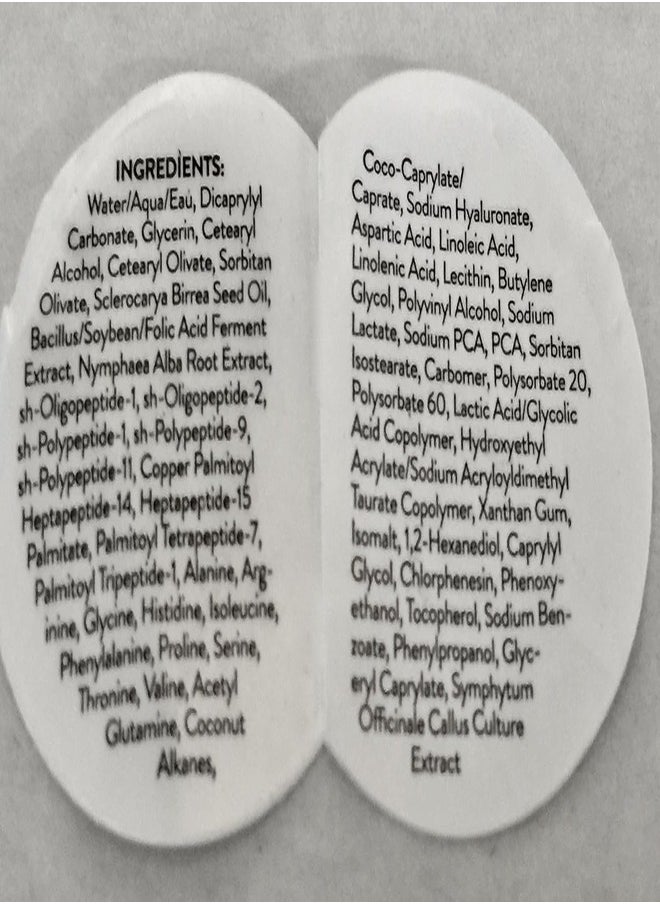 INGREDIENTS:
Water/Aqua/Eau, Dicaprylyl
Carbonate, Glycerin, Cetearyl
Alcohol, Cetearyl Olivate, Sorbitan
Olivate, Sclerocarya Birrea Seed Oil,
Bacillus/Soybean/Folic Acid Ferment
Extract, Nymphaea Alba Root Extract,
sh-Oligopeptide-1, sh-Oligopeptide-2,
sh-Polypeptide-1, sh-Polypeptide-9,
sh-Polypeptide-11, Copper Palmitoyl
Heptapeptide-14, Heptapeptide-15
Palmitate, Palmitoyl Tetrapeptide-7,
Palmitoyl Tripeptide-1, Alanine, Arg-
inine, Glycine, Histidine, Isoleucine,
Phenylalanine, Proline, Serine,
Thronine, Valine, Acetyl
Glutamine, Coconut
Alkanes,
Coco-Caprylate/
Caprate, Sodium Hyaluronate,
Aspartic Acid, Linoleic Acid,
Linolenic Acid, Lecithin, Butylene
Glycol, Polyvinyl Alcohol, Sodium
Lactate, Sodium PCA, PCA, Sorbitan
Isostearate, Carbomer, Polysorbate 20,
Polysorbate 60, Lactic Acid/Glycolic
Acid Copolymer, Hydroxyethyl
Acrylate/Sodium Acryloyldimethyl
Taurate Copolymer, Xanthan Gum,
Isomalt, 1,2-Hexanediol, Caprylyl
Glycol, Chlorphenesin, Phenoxy-
ethanol, Tocopherol, Sodium Ben-
zoate, Phenylpropanol, Glyc-
eryl Caprylate, Symphytum
Officinale Callus Culture
Extract